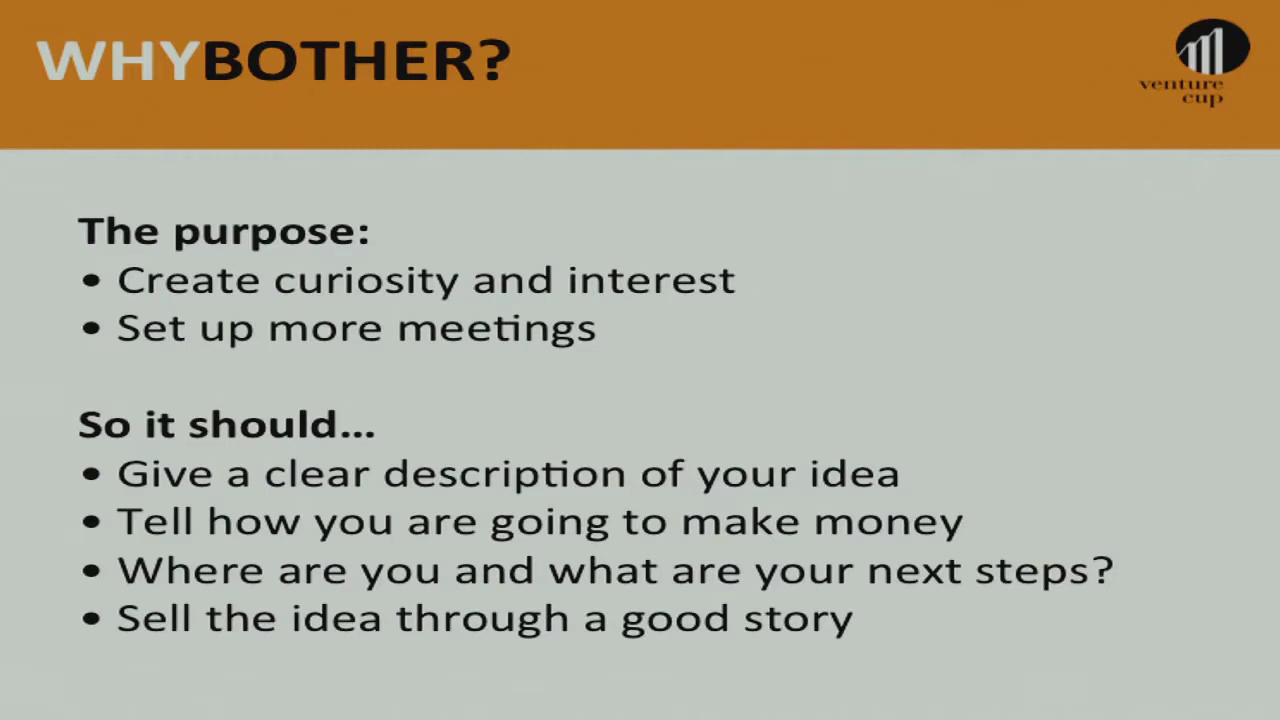 WHYBOTHER?
venture
cup
The purpose:
• Create curiosity and interest
• Set up more meetings
So it should...
• Give a clear description of your idea
• Tell how you are going to make money
• Where are you and what are your next steps?
• Sell the idea through a good story